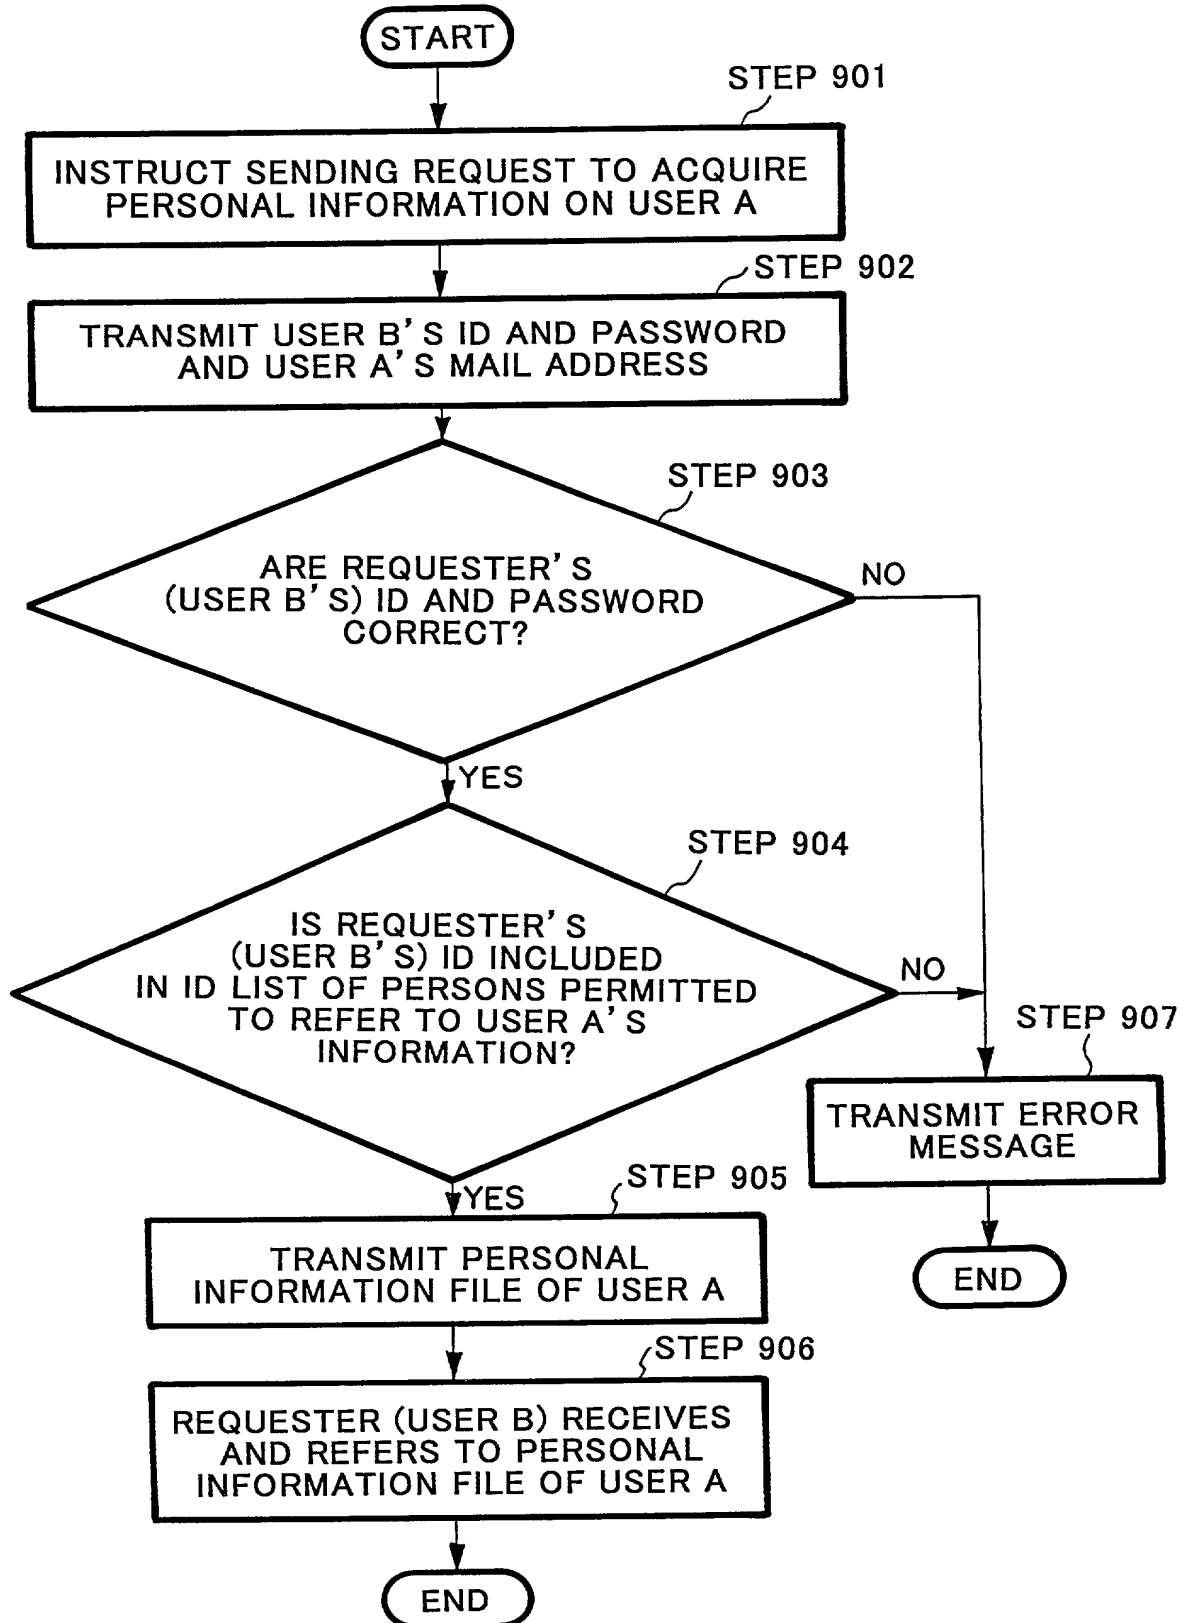 START
STEP 901
INSTRUCT SENDING REQUEST TO ACQUIRE
PERSONAL INFORMATION ON USER A
STEP 902
TRANSMIT USER B'S ID AND PASSWORD
AND USER A'S MAIL ADDRESS
STEP 903
ARE REQUESTER'S
(USER B'S) ID AND PASSWORD
CORRECT?
NO
YES
STEP 904
IS REQUESTER'S
(USER B'S) ID INCLUDED
IN ID LIST OF PERSONS PERMITTED
TO REFER TO USER A'S
INFORMATION?
NO
STEP 907
TRANSMIT ERROR
MESSAGE
END
YES
STEP 905
TRANSMIT PERSONAL
INFORMATION FILE OF USER A
STEP 906
REQUESTER (USER B) RECEIVES
AND REFERS TO PERSONAL
INFORMATION FILE OF USER A
END